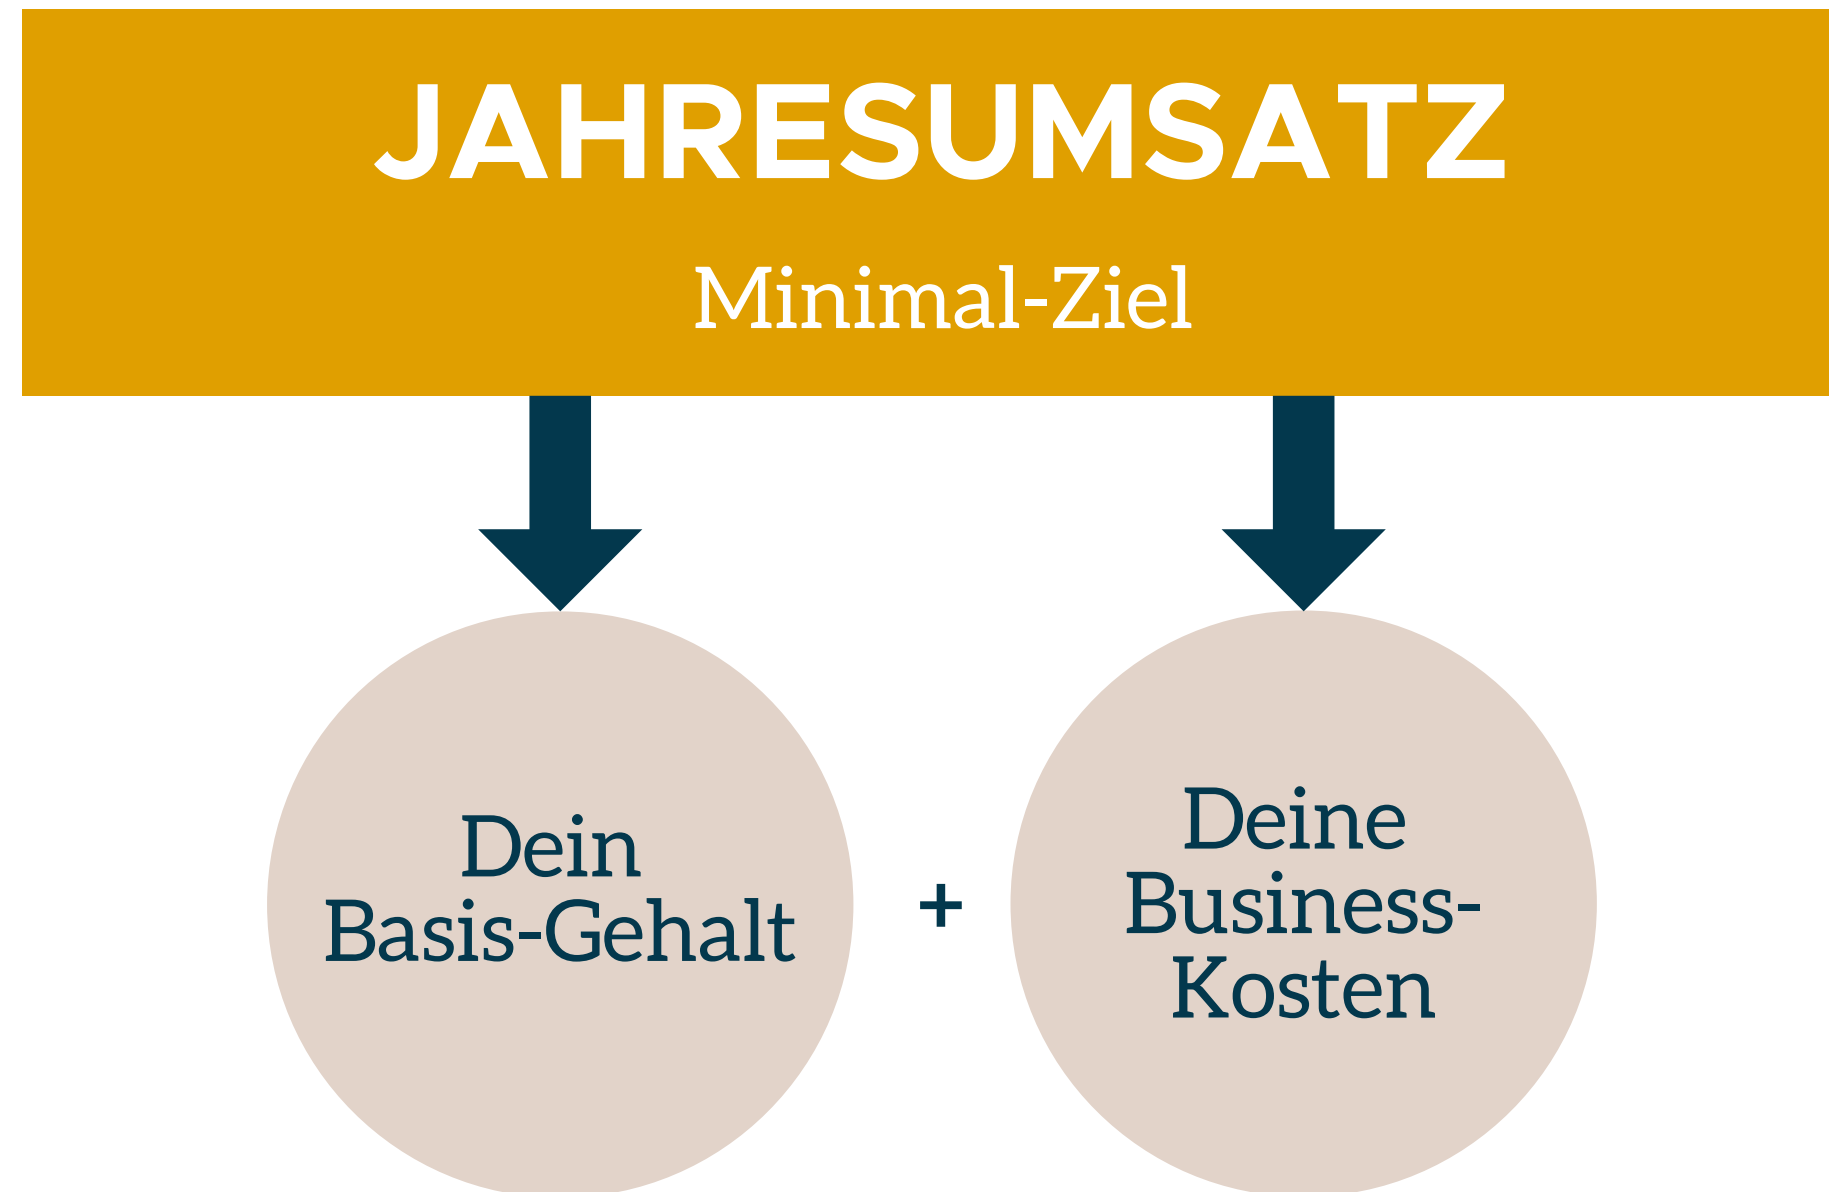 JAHRESUMSATZ
Minimal-Ziel
Dein
Basis-Gehalt
+
Deine
Business-
Kosten